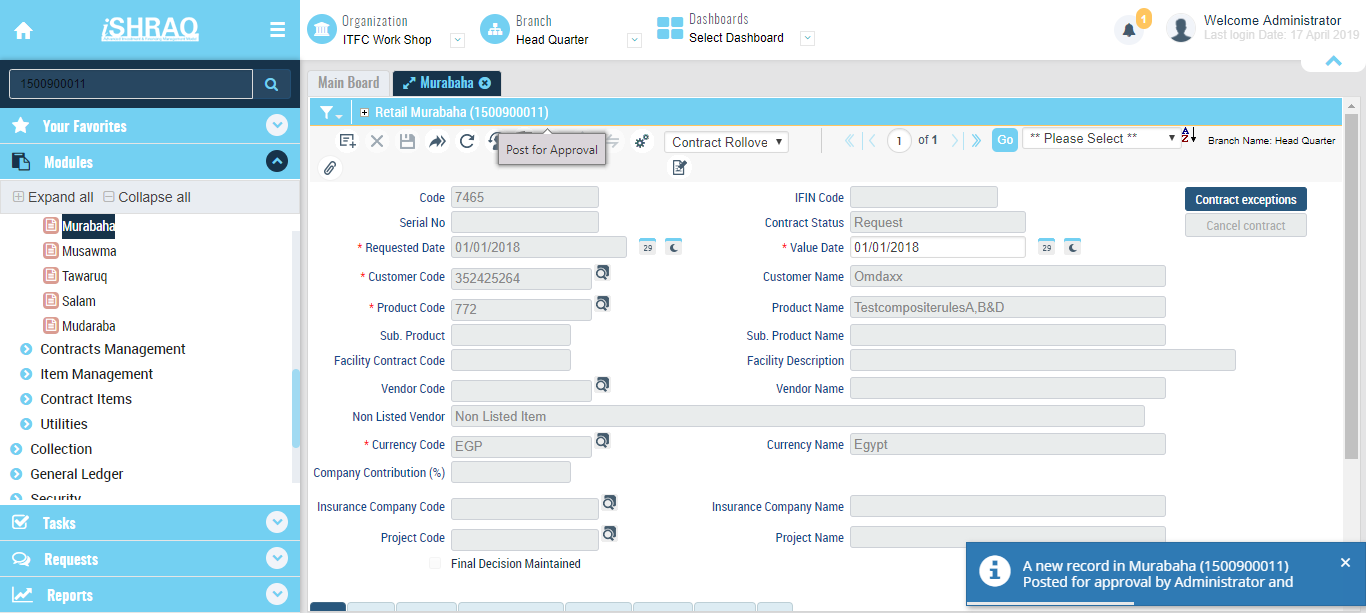 iSHRAQ
Organization
ITFC Work Shop
Branch
Head Quarter
Dashboards
Select Dashboard
1
Welcome Administrator
Last login Date: 17 April 2019
1500900011
Your Favorites
Modules
Expand all
Collapse all
Murabaha
Musawma
Tawaruq
Salam
Mudaraba
Contracts Management
Item Management
Contract Items
Utilities
Collection
General Ledger
Security
Tasks
Requests
Reports
Main Board
Murabaha
Retail Murabaha (1500900011)
Post for Approval
Contract Rollove
1
of 1
Go
** Please Select **
A
Z
Branch Name: Head Quarter
Code 7465
IFIN Code
Contract exceptions
Serial No
Contract Status Request
Cancel contract
* Requested Date 01/01/2018 29
* Value Date 01/01/2018 29
* Customer Code 352425264
Customer Name Omdaxx
* Product Code 772
Product Name TestcompositerulesA,B&D
Sub. Product
Sub. Product Name
Facility Contract Code
Facility Description
Vendor Code
Vendor Name
Non Listed Vendor Non Listed Item
* Currency Code EGP
Currency Name Egypt
Company Contribution (%)
Insurance Company Code
Insurance Company Name
Project Code
Project Name
Final Decision Maintained
A new record in Murabaha (1500900011)
Posted for approval by Administrator and